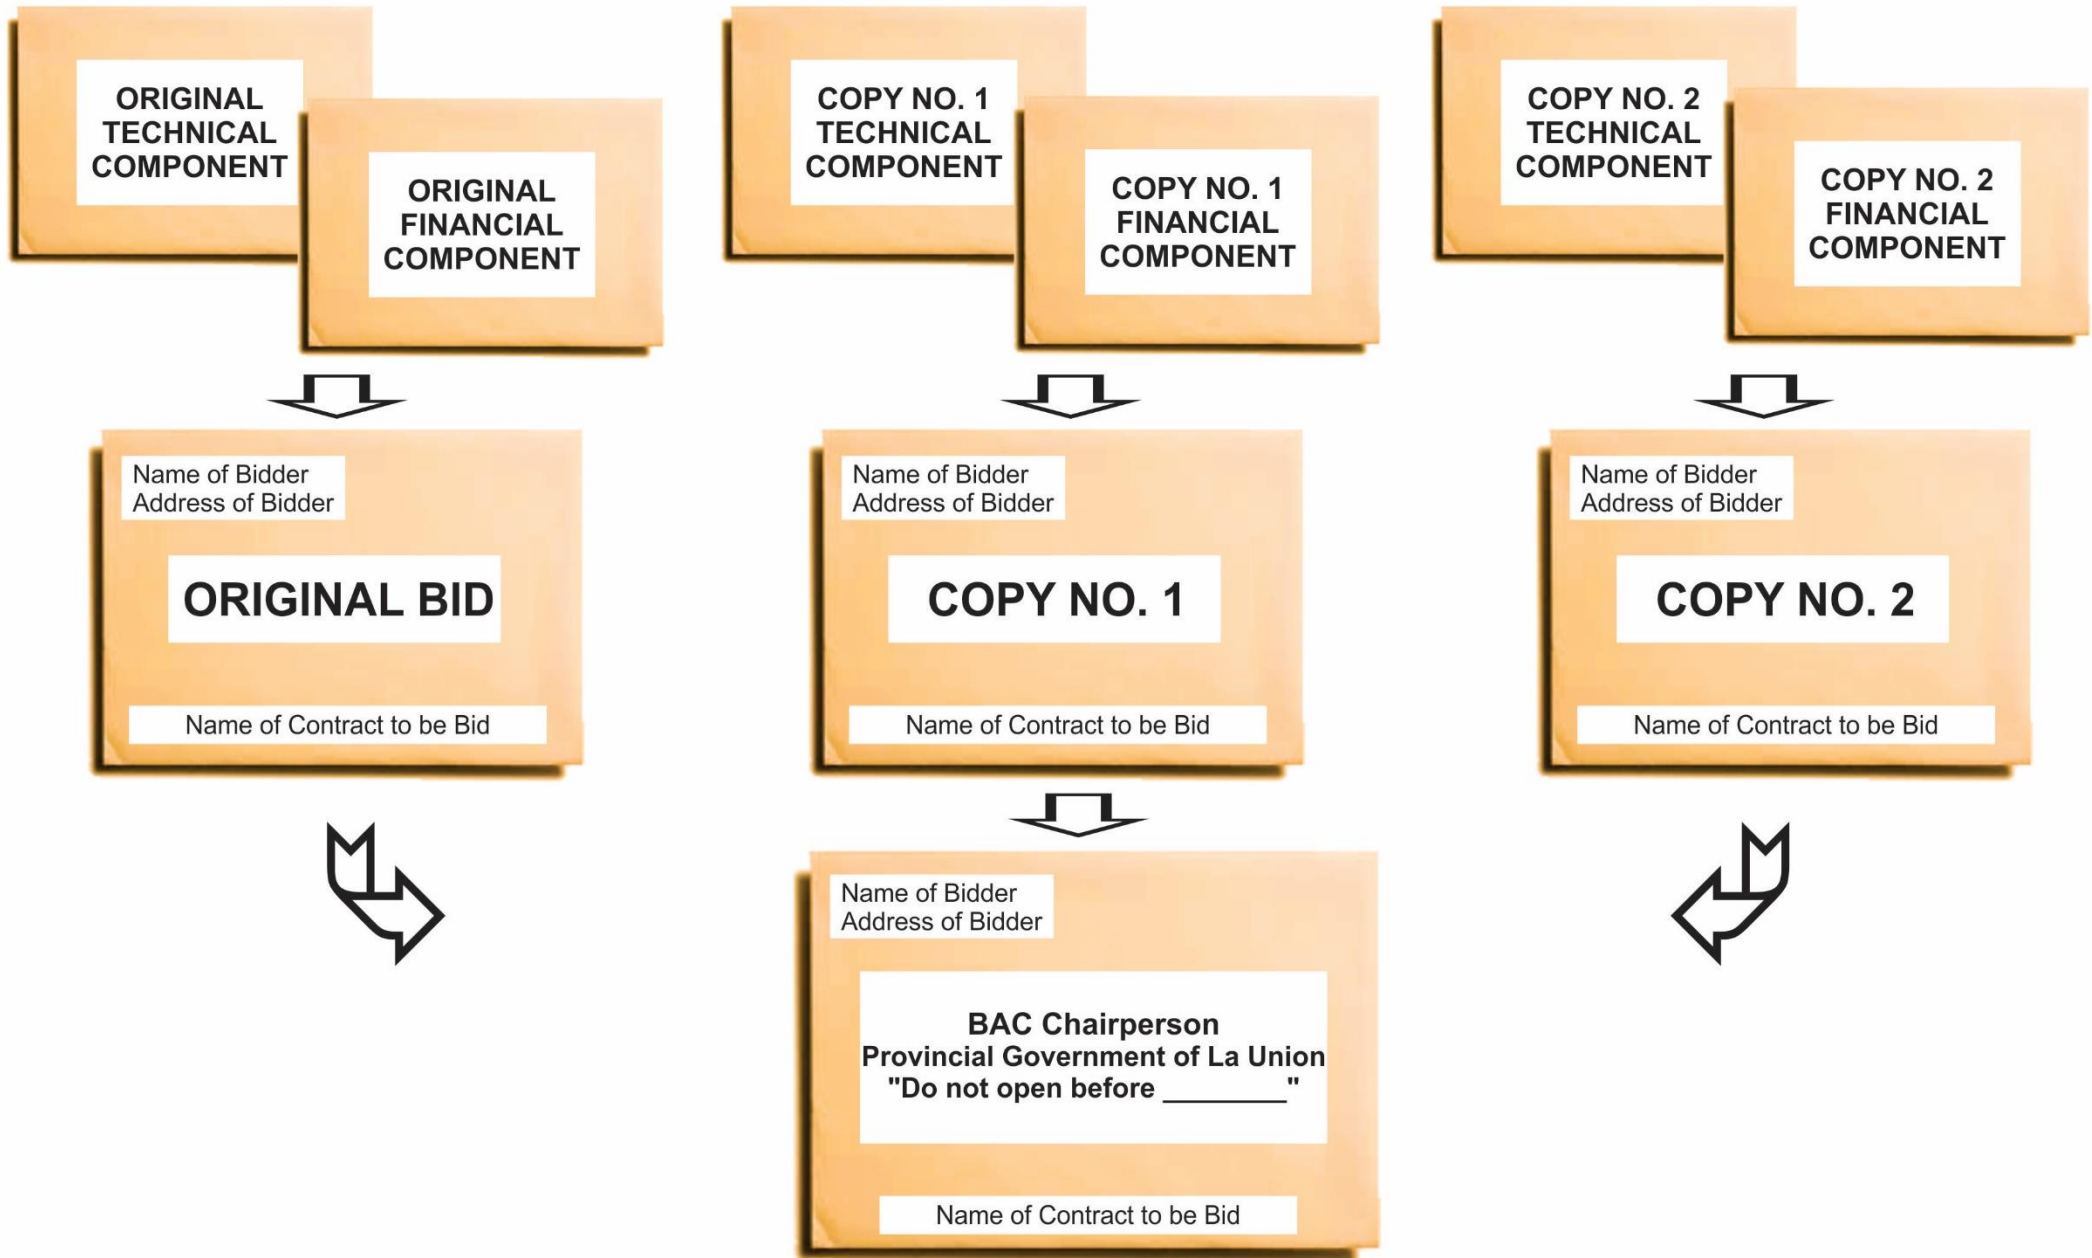 ORIGINAL
TECHNICAL
COMPONENT
ORIGINAL
FINANCIAL
COMPONENT
COPY NO. 1
TECHNICAL
COMPONENT
COPY NO. 1
FINANCIAL
COMPONENT
COPY NO. 2
TECHNICAL
COMPONENT
COPY NO. 2
FINANCIAL
COMPONENT
Name of Bidder
Address of Bidder
ORIGINAL BID
Name of Contract to be Bid
Name of Bidder
Address of Bidder
COPY NO. 1
Name of Contract to be Bid
Name of Bidder
Address of Bidder
COPY NO. 2
Name of Contract to be Bid
Name of Bidder
Address of Bidder
BAC Chairperson
Provincial Government of La Union
"Do not open before ________"
Name of Contract to be Bid